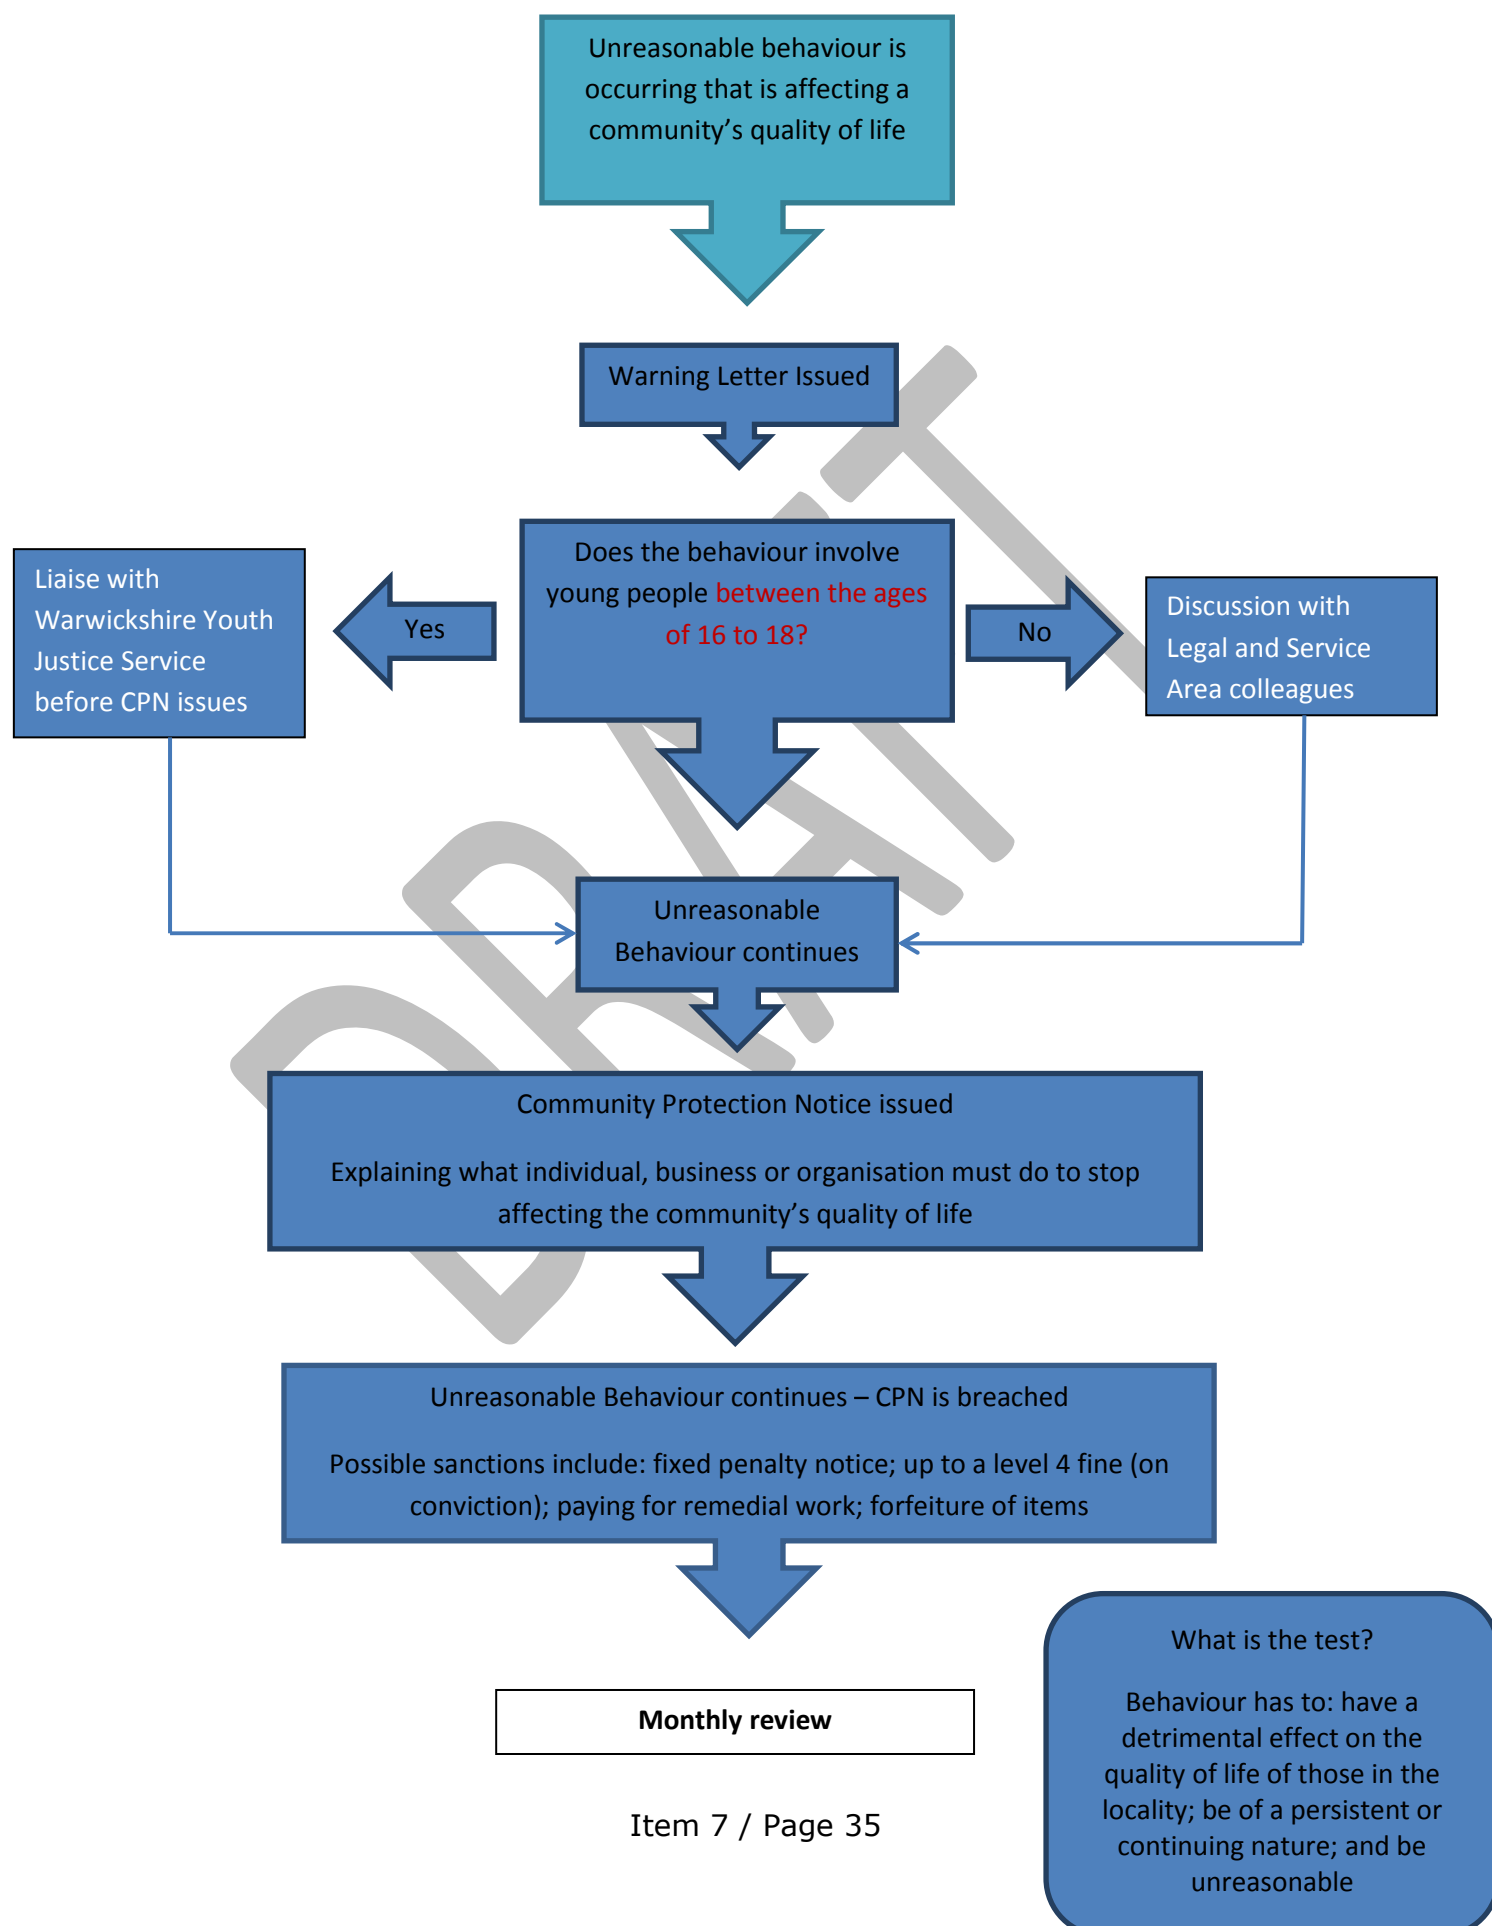 Unreasonable behaviour is
occurring that is affecting a
community’s quality of life
Warning Letter Issued
Does the behaviour involve
young people between the ages
of 16 to 18?
Yes
No
Liaise with
Warwickshire Youth
Justice Service
before CPN issues
Discussion with
Legal and Service
Area colleagues
Unreasonable
Behaviour continues
Community Protection Notice issued
Explaining what individual, business or organisation must do to stop
affecting the community’s quality of life
Unreasonable Behaviour continues – CPN is breached
Possible sanctions include: fixed penalty notice; up to a level 4 fine (on
conviction); paying for remedial work; forfeiture of items
Monthly review
What is the test?
Behaviour has to: have a
detrimental effect on the
quality of life of those in the
locality; be of a persistent or
continuing nature; and be
unreasonable
Item 7 / Page 35
DRAFT